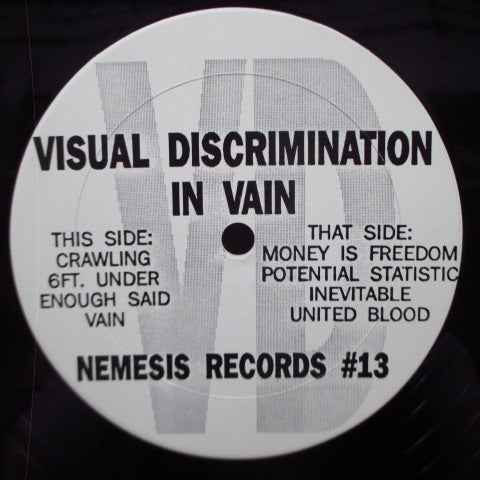 VD
VISUAL DISCRIMINATION
IN VAIN
THIS SIDE:
CRAWLING
6FT. UNDER
ENOUGH SAID
VAIN
THAT SIDE:
MONEY IS FREEDOM
POTENTIAL STATISTIC
INEVITABLE
UNITED BLOOD
NEMESIS RECORDS #13